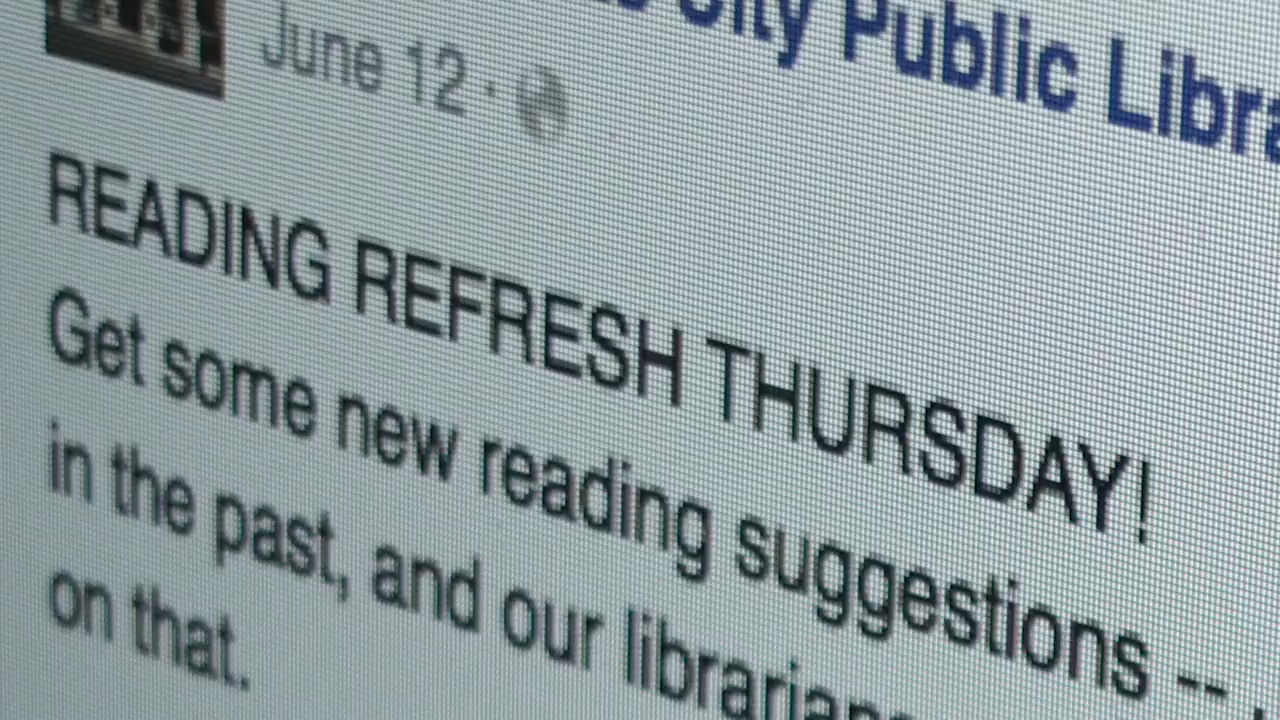 City Public
June 12 ·
READING REFRESH THURSDAY!
Get some new reading suggestions --
in the past, and our
on that.